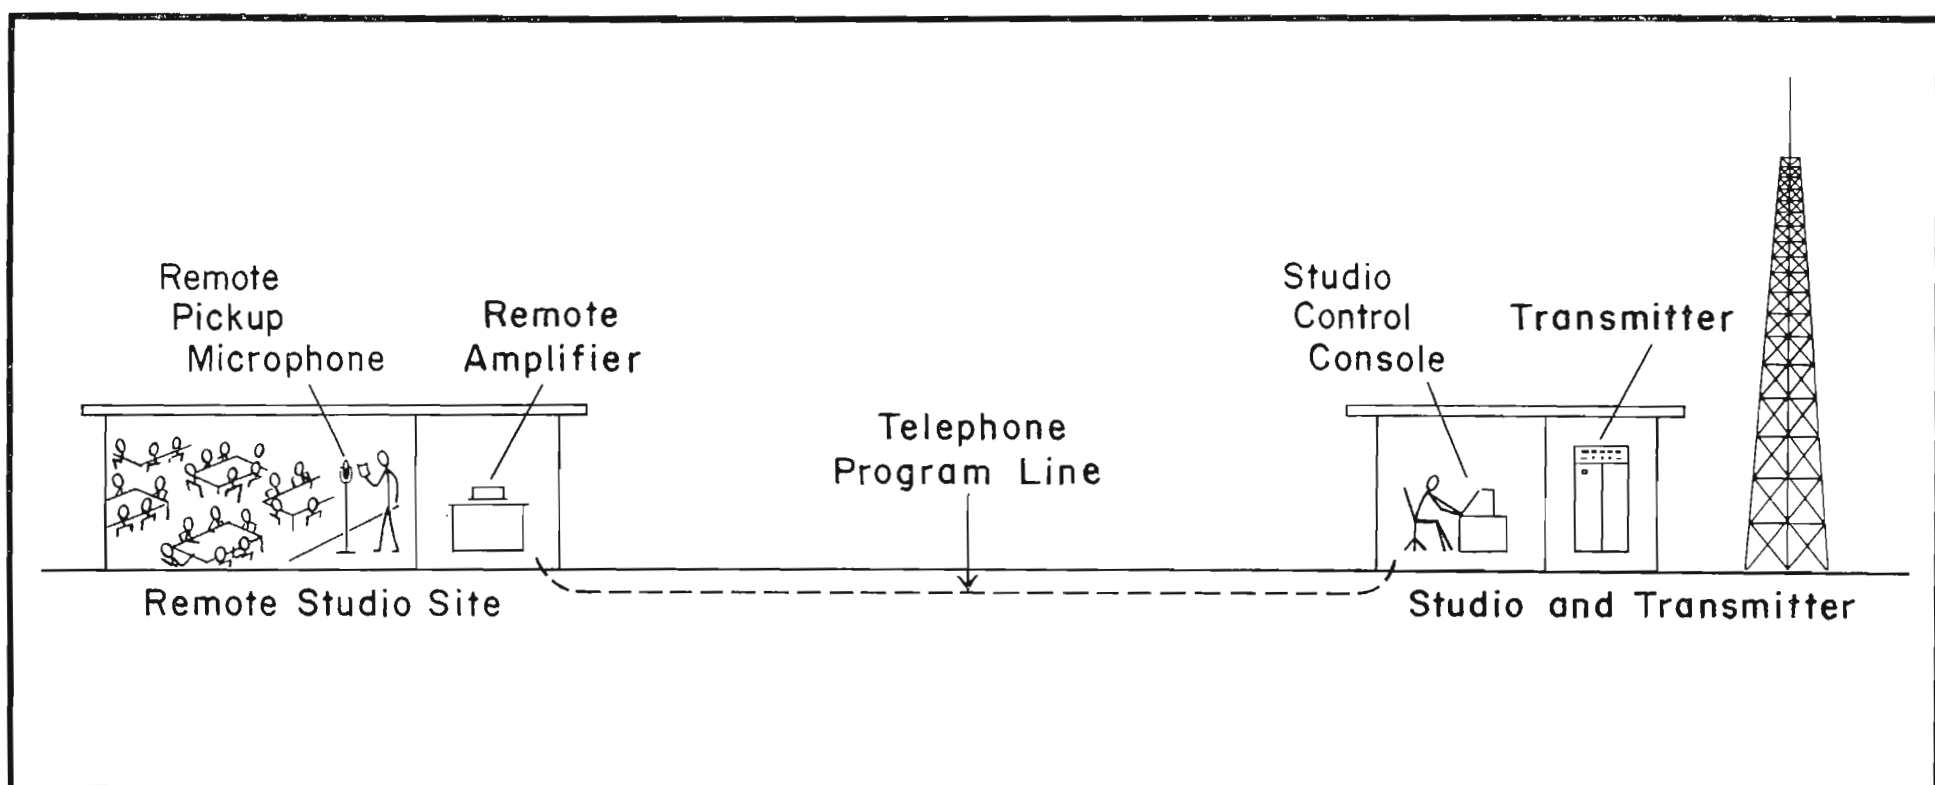 Remote
Pickup
Microphone
Remote
Amplifier
Telephone
Program Line
Studio
Control
Console
Transmitter
Remote Studio Site
Studio and Transmitter